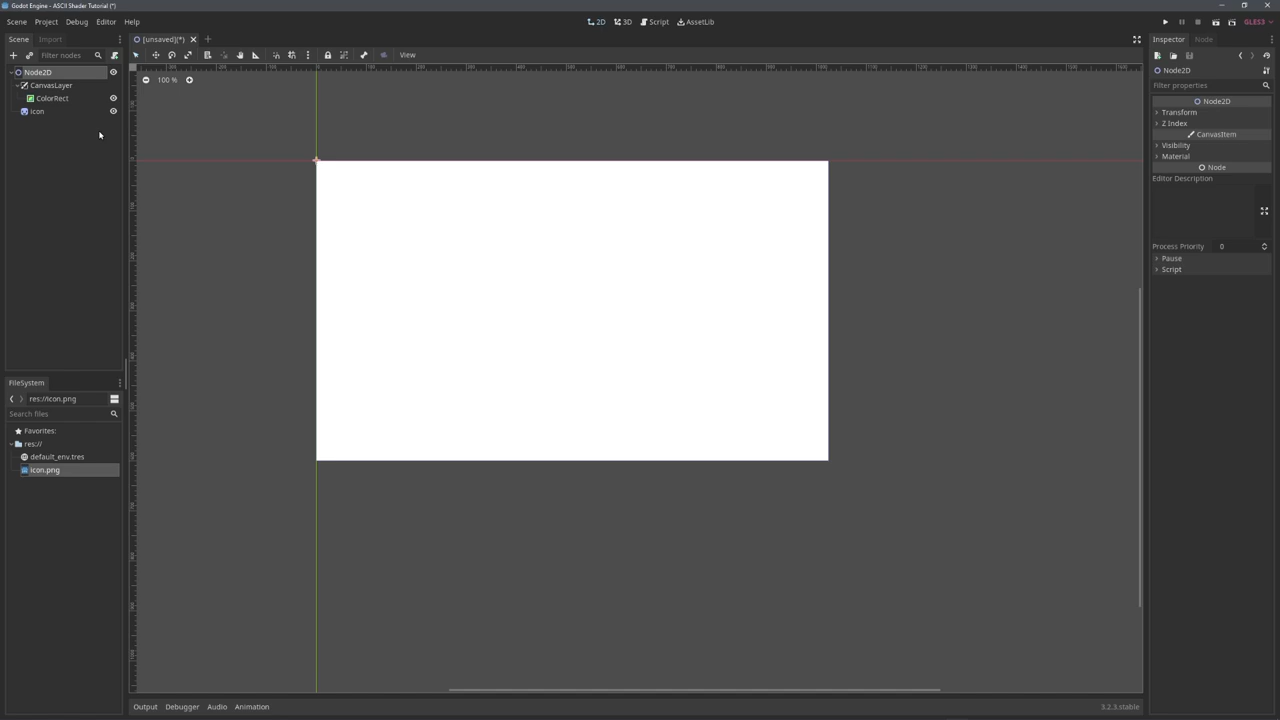 Godot Engine - ASCII Shader Tutorial (*)
Scene Project Debug Editor Help
2D 3D Script AssetLib
GLES3
Scene Import
[unsaved](*)
Inspector Node
Filter nodes
View
Node2D
Node2D
Filter properties
100 %
CanvasLayer
ColorRect
icon
Node2D
Transform
Z Index
CanvasItem
Visibility
Material
Node
Editor Description
Process Priority 0
Pause
Script
FileSystem
res://icon.png
Search files
Favorites:
res://
default_env.tres
icon.png
Output Debugger Audio Animation
3.2.3.stable